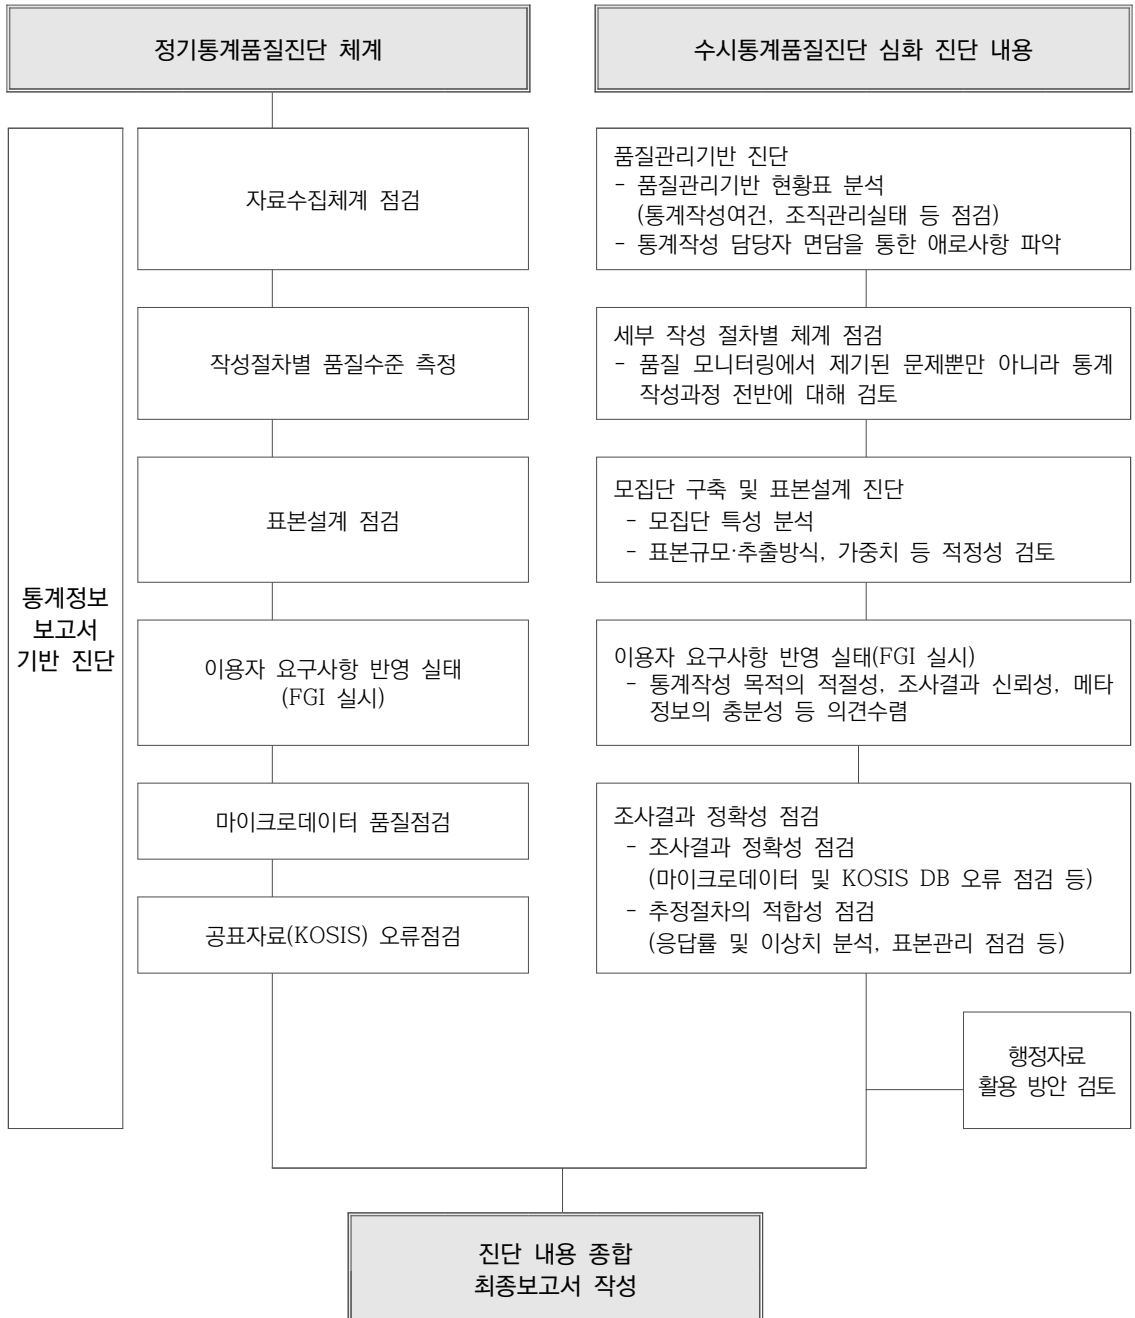 정기통계품질진단 체계
수시통계품질진단 심화 진단 내용
통계정보
보고서
기반 진단
자료수집체계 점검
작성절차별 품질수준 측정
표본설계 점검
이용자 요구사항 반영 실태
(FGI 실시)
마이크로데이터 품질점검
공표자료(KOSIS) 오류점검
품질관리기반 진단
- 품질관리기반 현황표 분석
(통계작성여건, 조직관리실태 등 점검)
- 통계작성 담당자 면담을 통한 애로사항 파악
세부 작성 절차별 체계 점검
- 품질 모니터링에서 제기된 문제뿐만 아니라 통계
작성과정 전반에 대해 검토
모집단 구축 및 표본설계 진단
- 모집단 특성 분석
- 표본규모·추출방식, 가중치 등 적정성 검토
이용자 요구사항 반영 실태(FGI 실시)
- 통계작성 목적의 적절성, 조사결과 신뢰성, 메타
정보의 충분성 등 의견수렴
조사결과 정확성 점검
- 조사결과 정확성 점검
(마이크로데이터 및 KOSIS DB 오류 점검 등)
- 추정절차의 적합성 점검
(응답률 및 이상치 분석, 표본관리 점검 등)
행정자료
활용 방안 검토
진단 내용 종합
최종보고서 작성